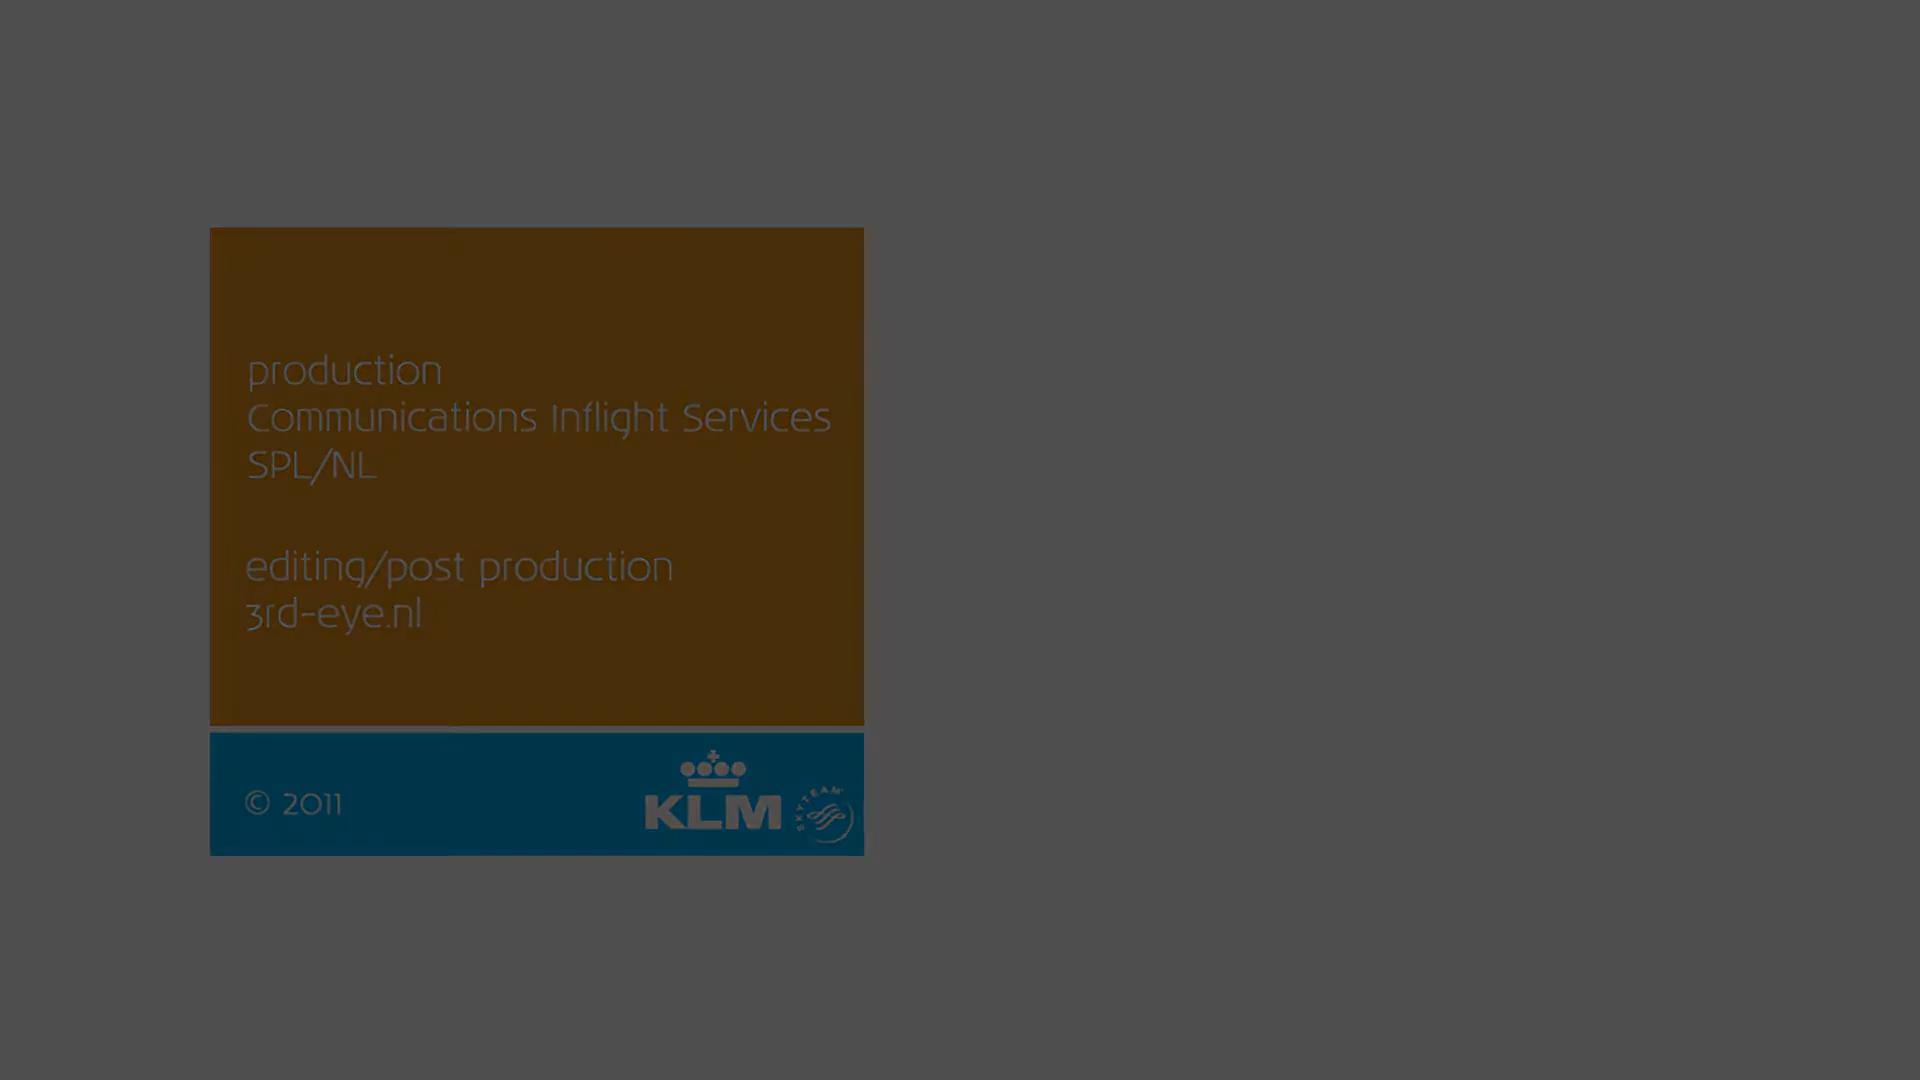 production
Communications Inflight Services
SPL/NL
editing/post production
3rd-eye.nl
© 2011
KLM
SKYTEAM